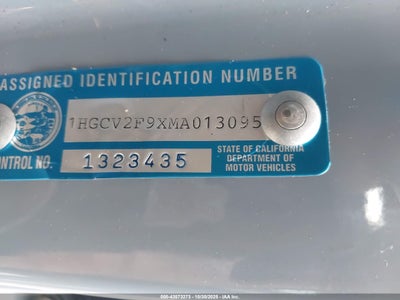 ASSIGNED IDENTIFICATION NUMBER
1HGCV2F9XMA013095
CONTROL NO. 1323435
STATE OF CALIFORNIA
DEPARTMENT OF
MOTOR VEHICLES